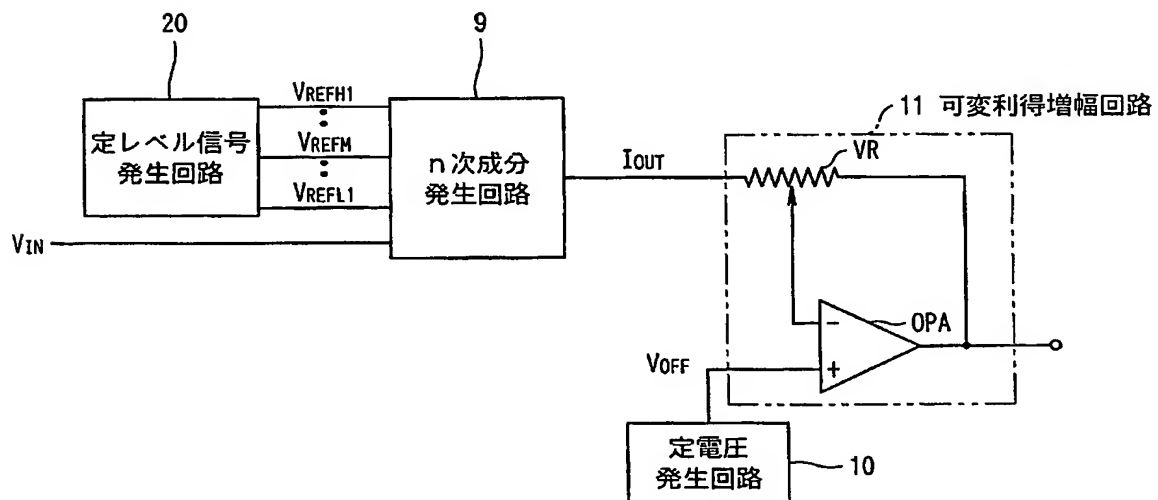 20
9
定レベル信号
発生回路
VREFH1
VREFM
VREFL1
VIN
n次成分
発生回路
IOUT
11 可変利得増幅回路
VR
OPA
−
+
VOFF
定電圧
発生回路
10